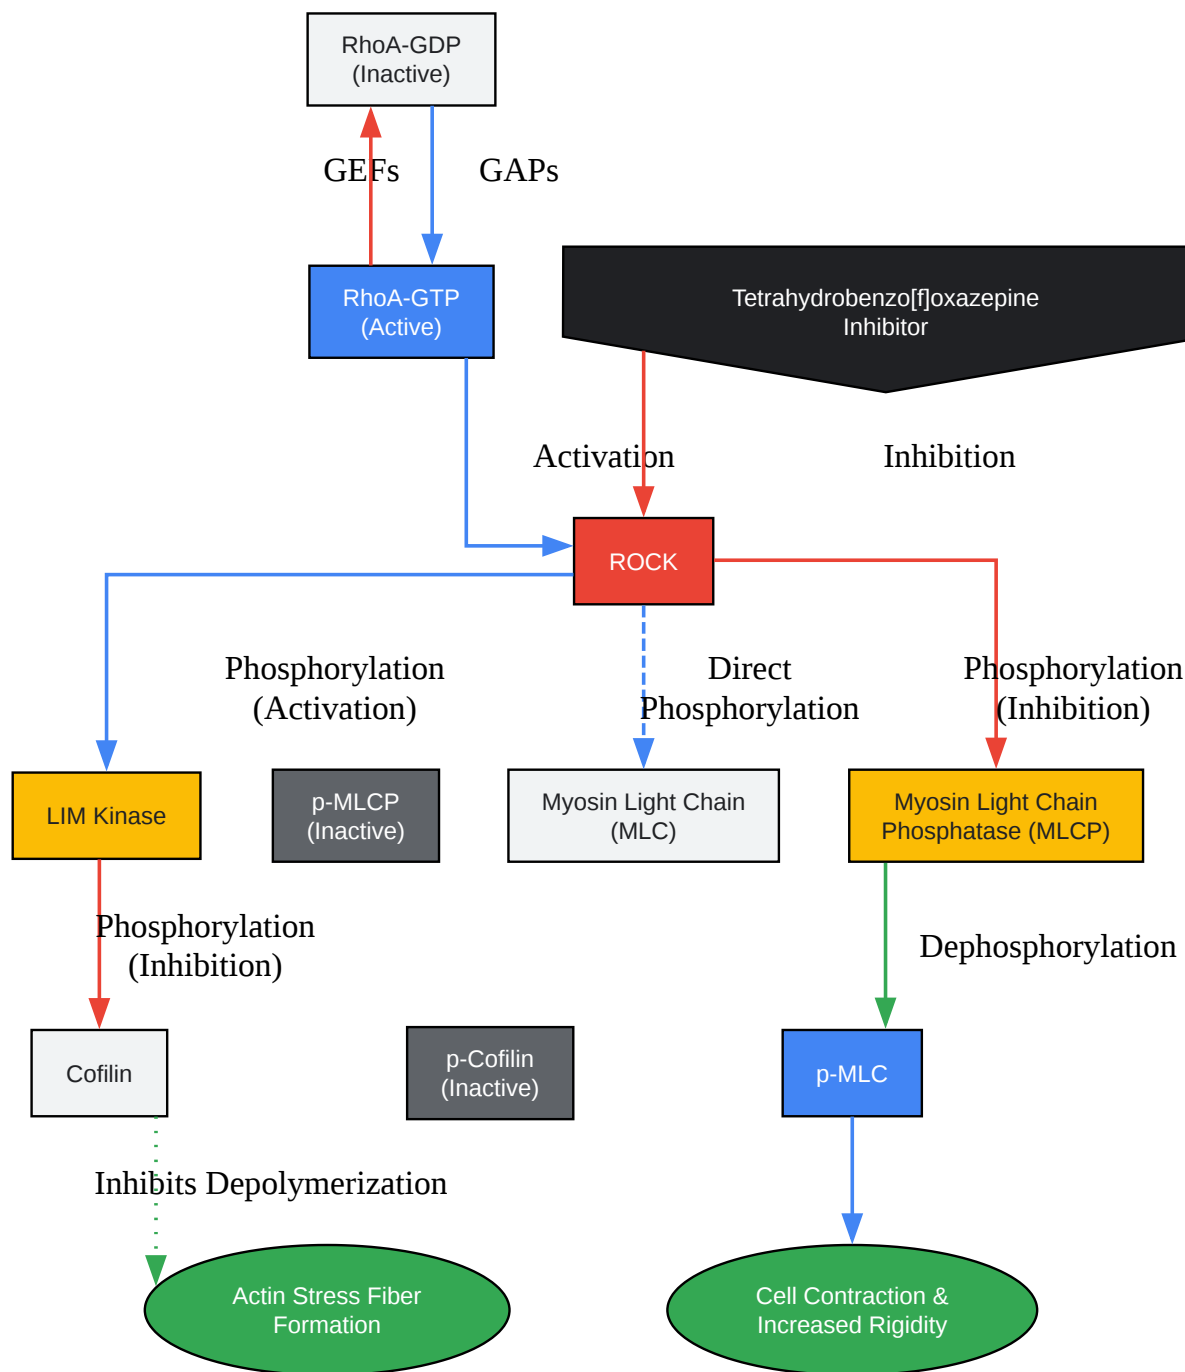 RhoA-GDP
(Inactive)
GEFs
GAPs
RhoA-GTP
(Active)
Tetrahydrobenzo[f]oxazepine
Inhibitor
Activation
Inhibition
ROCK
Phosphorylation
(Activation)
Direct
Phosphorylation
Phosphorylation
(Inhibition)
LIM Kinase
p-MLCP
(Inactive)
Myosin Light Chain
(MLC)
Myosin Light Chain
Phosphatase (MLCP)
Phosphorylation
(Inhibition)
Dephosphorylation
Cofilin
p-Cofilin
(Inactive)
p-MLC
Inhibits Depolymerization
Actin Stress Fiber
Formation
Cell Contraction &
Increased Rigidity